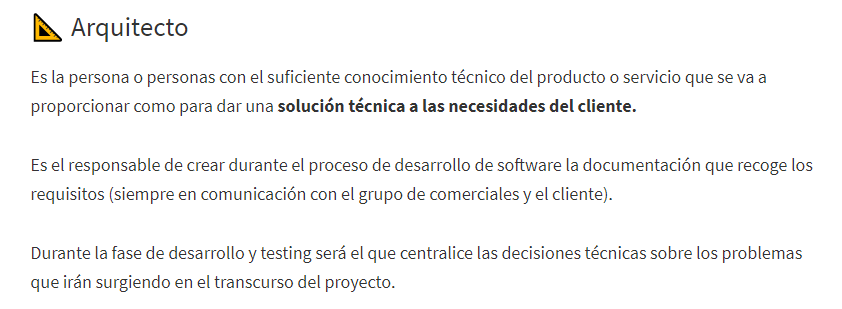 Arquitecto
Es la persona o personas con el suficiente conocimiento técnico del producto o servicio que se va a
proporcionar como para dar una solución técnica a las necesidades del cliente.
Es el responsable de crear durante el proceso de desarrollo de software la documentación que recoge los
requisitos (siempre en comunicación con el grupo de comerciales y el cliente).
Durante la fase de desarrollo y testing será el que centralice las decisiones técnicas sobre los problemas
que irán surgiendo en el transcurso del proyecto.